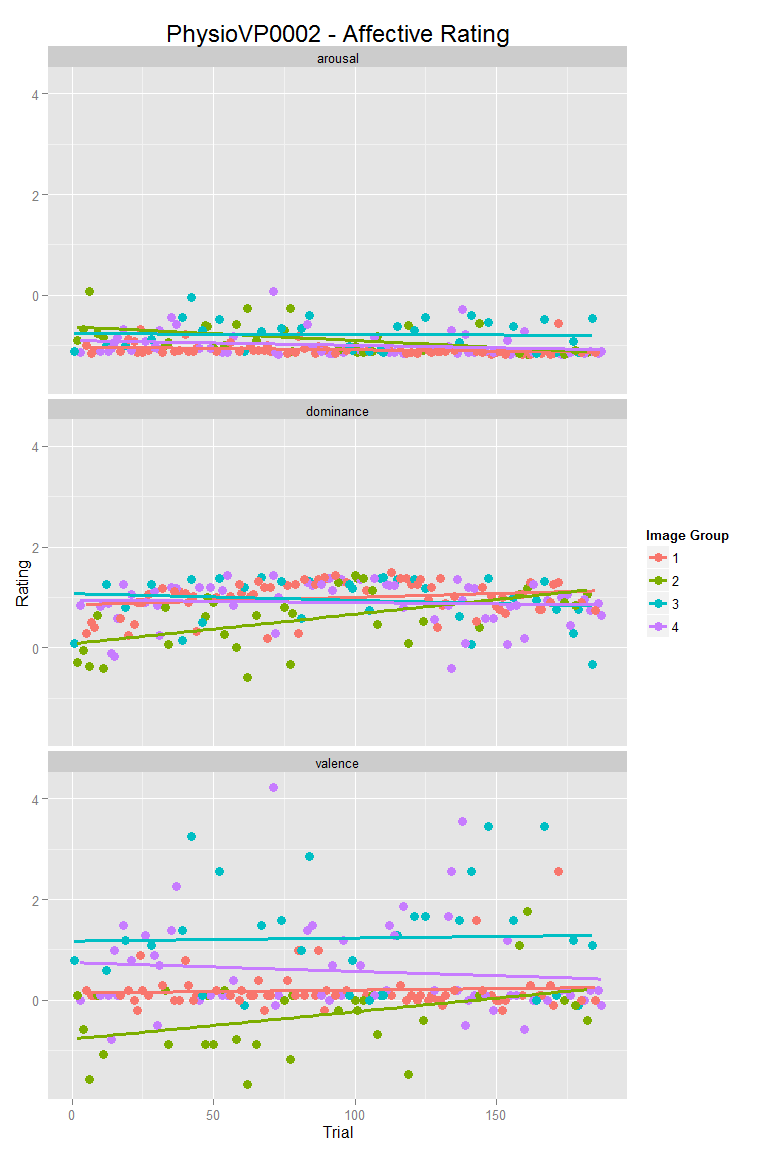 PhysioVP0002 - Affective Rating
arousal
4
2
0
dominance
4
2
0
Rating
valence
4
2
0
0 50 100 150
Trial
Image Group
1
2
3
4